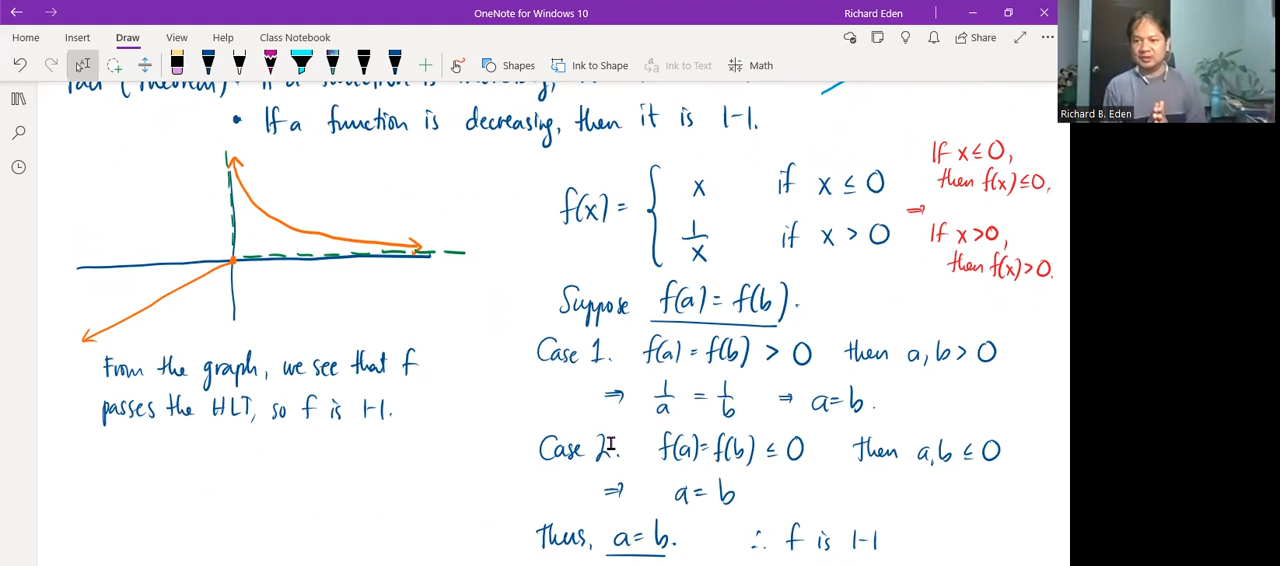 OneNote for Windows 10
Richard Eden
Home Insert Draw View Help Class Notebook
Share
Shapes Ink to Shape Ink to Text Math
Richard B. Eden
(Theorem) • If a function is
• If a function is decreasing, then it is 1-1.
f(x) = { x if x ≤ 0
1/x if x > 0
If x ≤ 0,
then f(x) ≤ 0.
⇒
If x > 0,
then f(x) > 0.
From the graph, we see that f
passes the HLT, so f is 1-1.
Suppose f(a) = f(b).
Case 1. f(a) = f(b) > 0 then a, b > 0
⇒ 1/a = 1/b ⇒ a = b.
Case 2. f(a) = f(b) ≤ 0 then a, b ≤ 0
⇒ a = b
Thus, a = b. ∴ f is 1-1